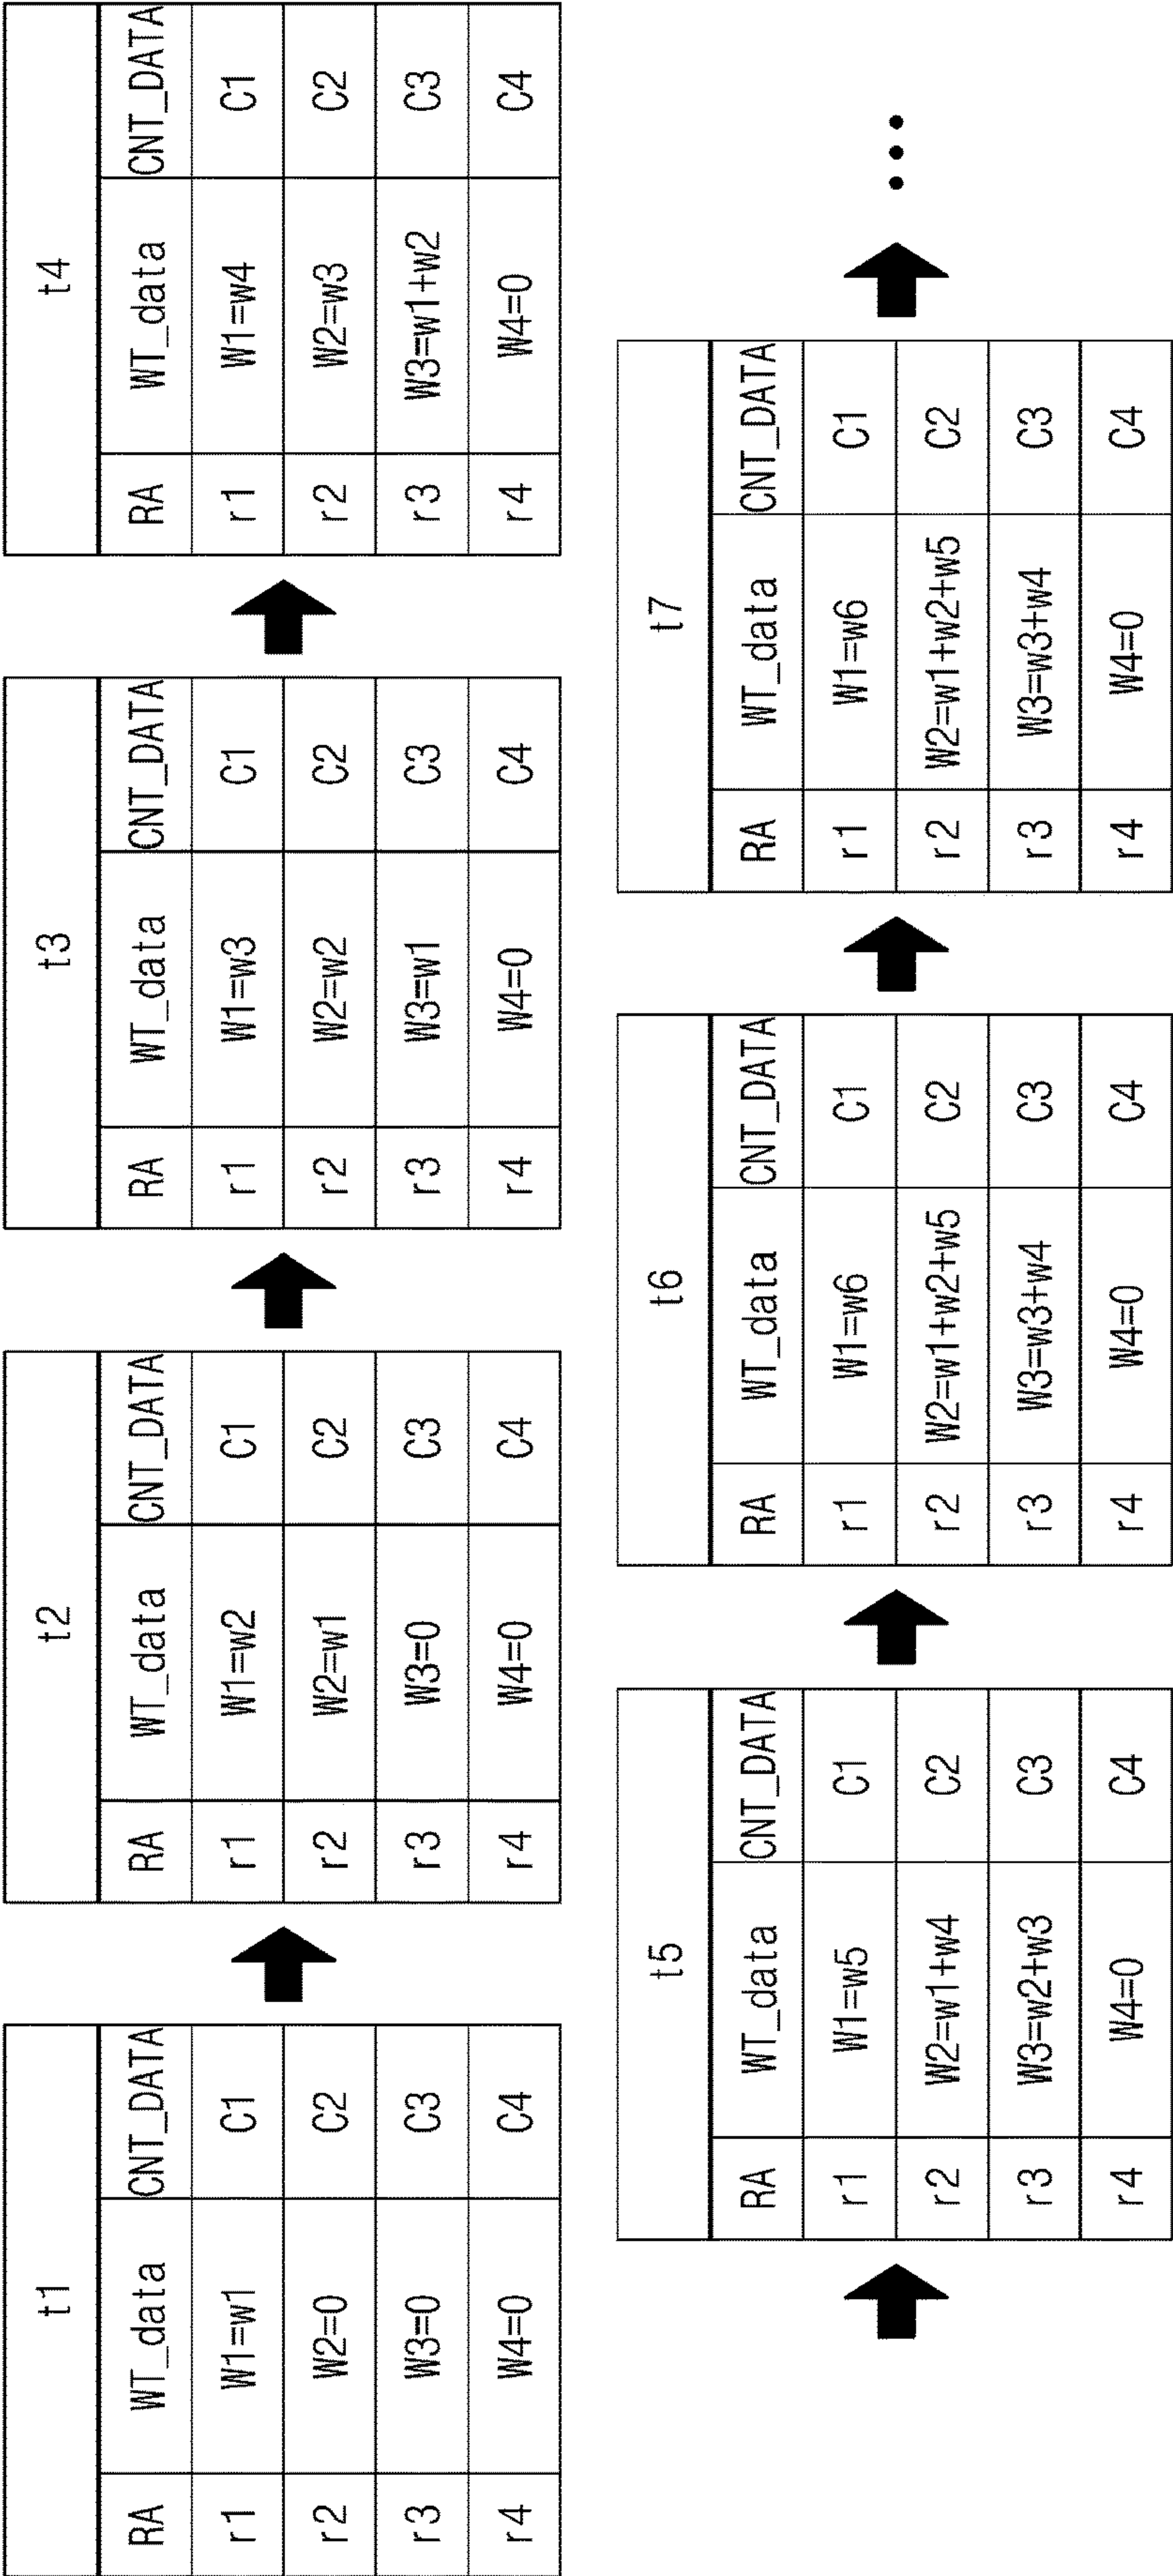 t1
RA WT_data CNT_DATA
r1 W1=w1 C1
r2 W2=0 C2
r3 W3=0 C3
r4 W4=0 C4
t2
RA WT_data CNT_DATA
r1 W1=w2 C1
r2 W2=w1 C2
r3 W3=0 C3
r4 W4=0 C4
t3
RA WT_data CNT_DATA
r1 W1=w3 C1
r2 W2=w2 C2
r3 W3=w1 C3
r4 W4=0 C4
t4
RA WT_data CNT_DATA
r1 W1=w4 C1
r2 W2=w3 C2
r3 W3=w1+w2 C3
r4 W4=0 C4
t5
RA WT_data CNT_DATA
r1 W1=w5 C1
r2 W2=w1+w4 C2
r3 W3=w2+w3 C3
r4 W4=0 C4
t6
RA WT_data CNT_DATA
r1 W1=w6 C1
r2 W2=w1+w2+w5 C2
r3 W3=w3+w4 C3
r4 W4=0 C4
t7
RA WT_data CNT_DATA
r1 W1=w6 C1
r2 W2=w1+w2+w5 C2
r3 W3=w3+w4 C3
r4 W4=0 C4